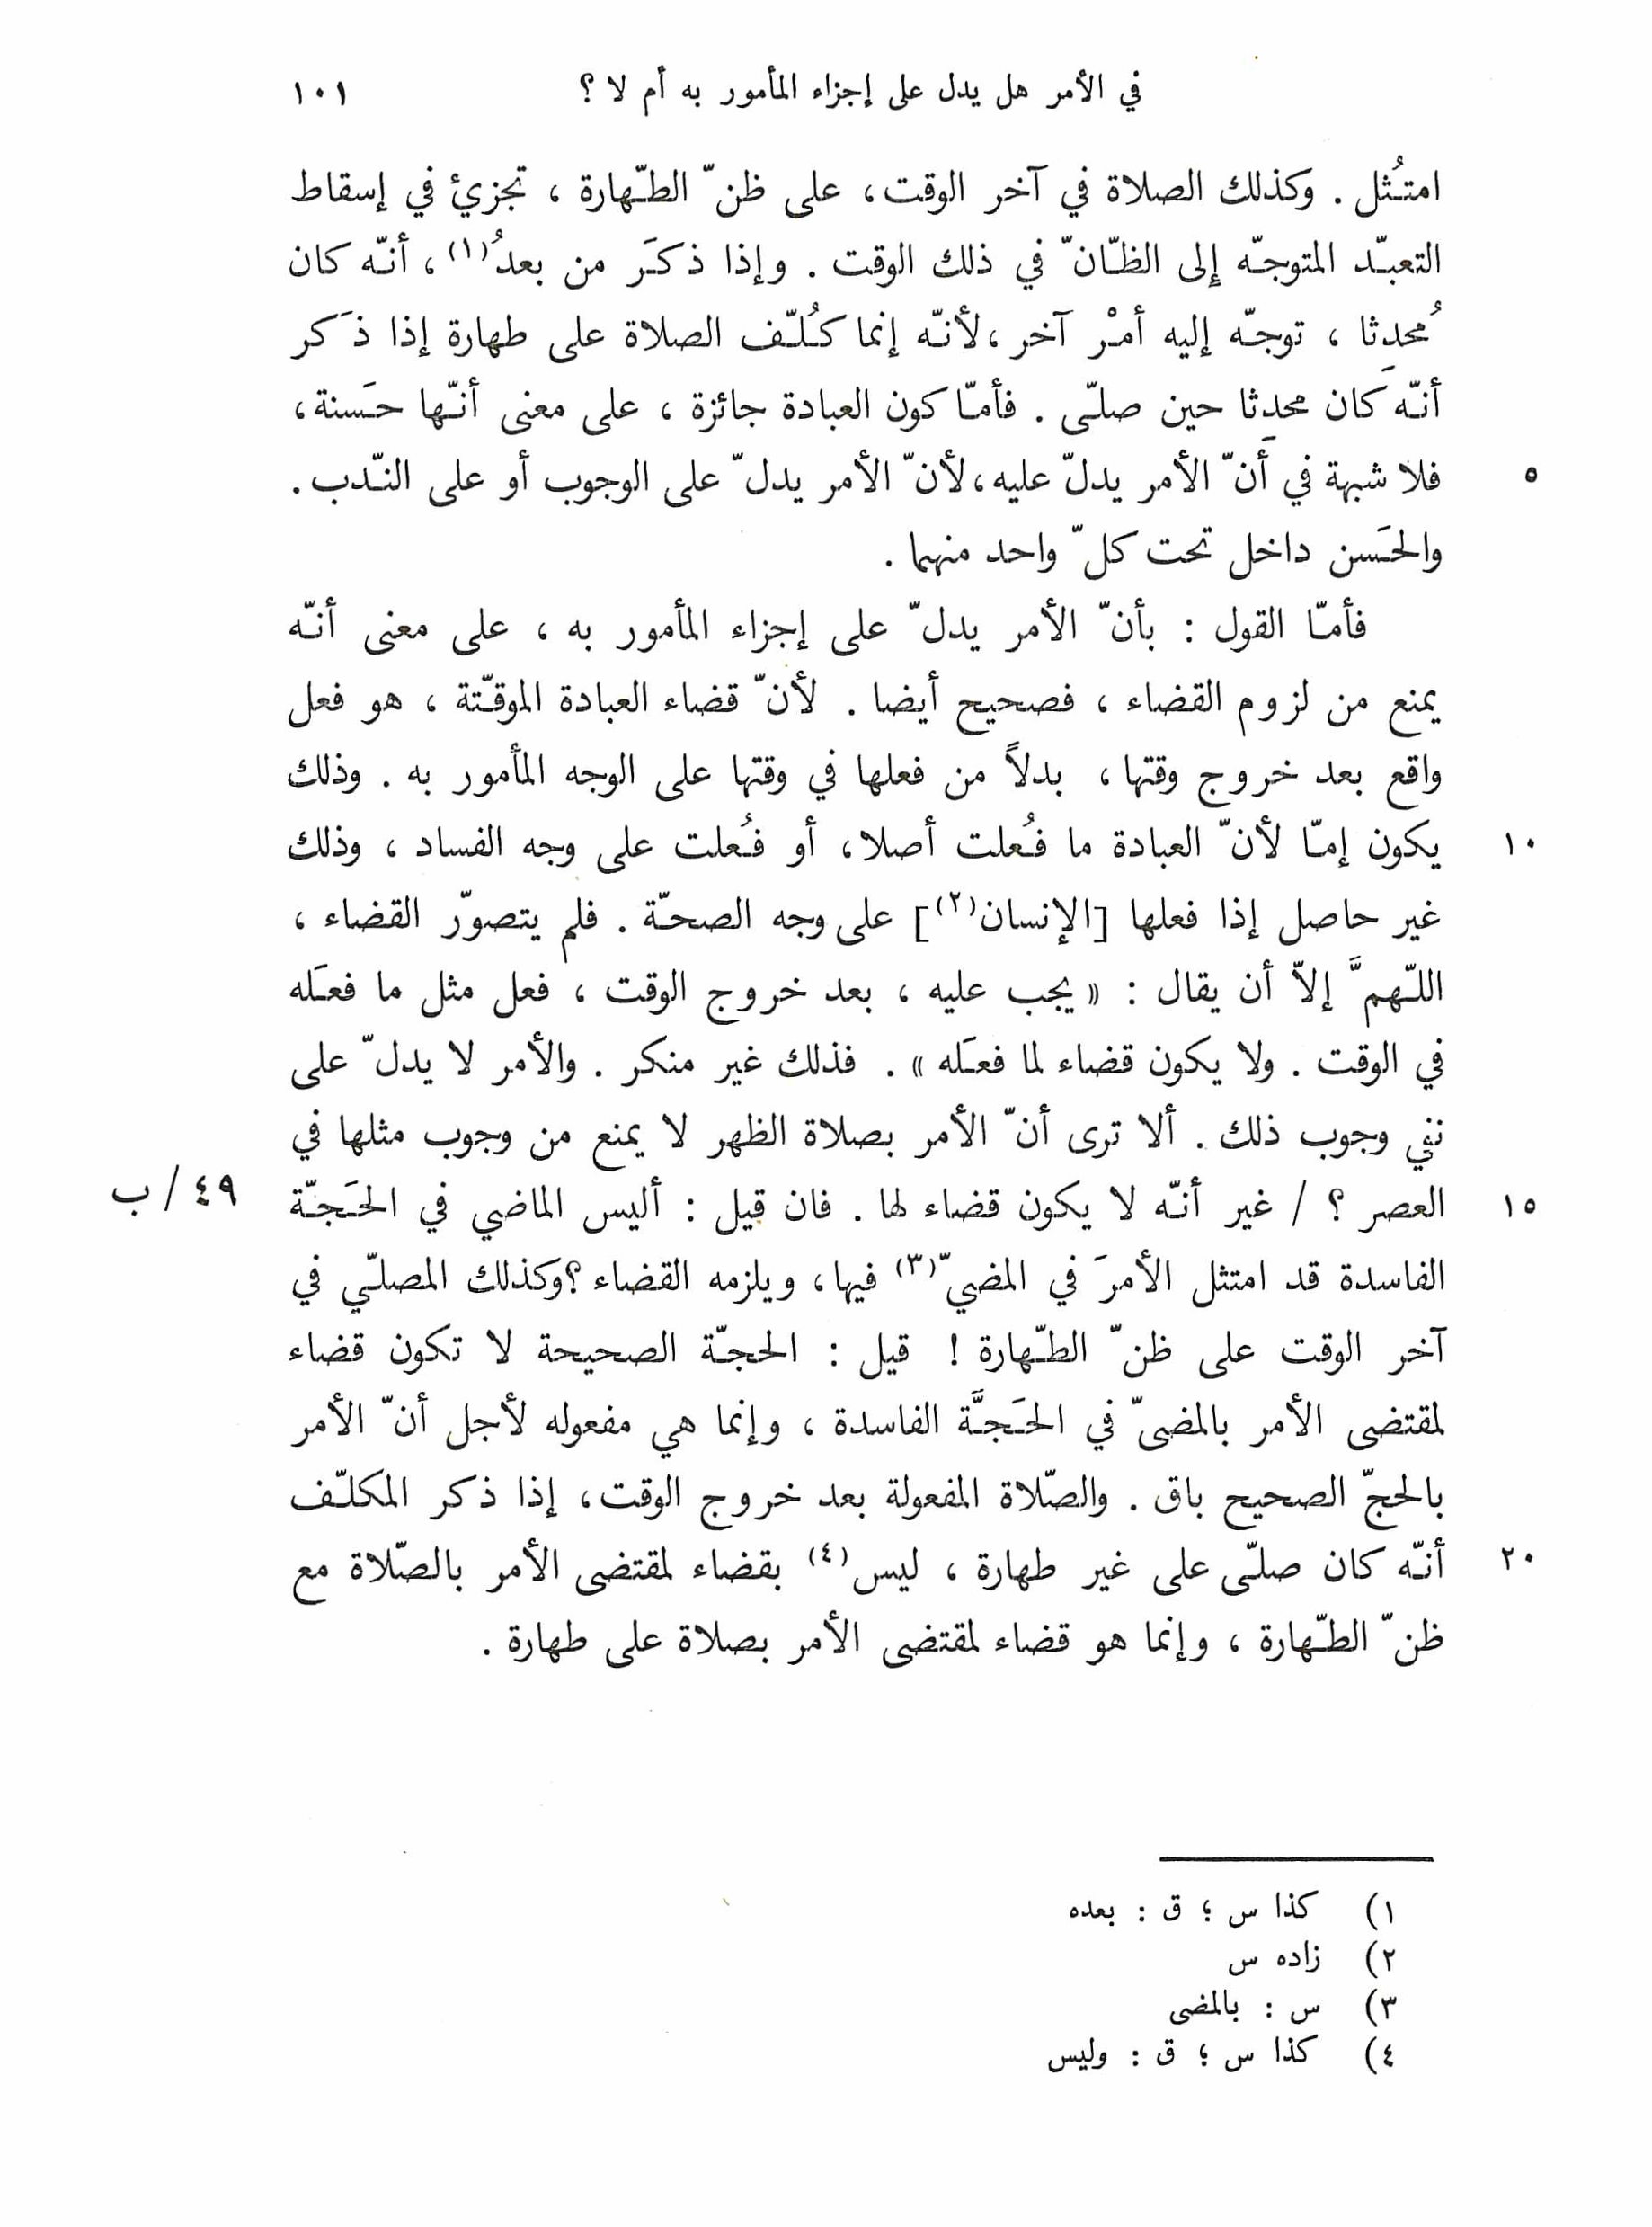 في الأمر هل يدل على إجزاء المأمور به أم لا ؟ ١٠١
امتُثل . وكذلك الصلاة في آخر الوقت ، على ظنّ الطّهارة ، تجزئ في إسقاط
التعبّد المتوجّه إلى الظّانّ في ذلك الوقت . وإذا ذكَر من بعدُ(١) ، أنّه كان
مُحدِثا ، توجّه إليه أمْر آخر ، لأنّه إنما كُلّف الصلاة على طهارة إذا ذَكر
أنّه كان محدِثا حين صلّى . فأمّا كون العبادة جائزة ، على معنى أنّها حَسنة ،
فلا شبهة في أنّ الأمر يدلّ عليه ، لأنّ الأمر يدلّ على الوجوب أو على النّدب . ٥
والحَسن داخل تحت كلّ واحد منهما .
فأمّا القول : بأنّ الأمر يدلّ على إجزاء المأمور به ، على معنى أنّه
يمنع من لزوم القضاء ، فصحيح أيضا . لأنّ قضاء العبادة الموقّتة ، هو فعل
واقع بعد خروج وقتها ، بدلاً من فعلها في وقتها على الوجه المأمور به . وذلك
يكون إمّا لأنّ العبادة ما فُعلت أصلا ، أو فُعلت على وجه الفساد ، وذلك ١٠
غير حاصل إذا فعلها [الإنسان(٢)] على وجه الصحّة . فلم يتصوّر القضاء ،
اللّهمَّ إلاّ أن يقال : « يجب عليه ، بعد خروج الوقت ، فعل مثل ما فعَله
في الوقت . ولا يكون قضاء لما فعَله » . فذلك غير منكر . والأمر لا يدلّ على
نفي وجوب ذلك . ألا ترى أنّ الأمر بصلاة الظهر لا يمنع من وجوب مثلها في
العصر ؟ / غير أنّه لا يكون قضاء لها . فان قيل : أليس الماضي في الحَجّة ١٥ ٤٩/ب
الفاسدة قد امتثل الأمرَ في المضيّ(٣) فيها ، ويلزمه القضاء ؟ وكذلك المصلّي في
آخر الوقت على ظنّ الطّهارة ! قيل : الحجّة الصحيحة لا تكون قضاء
لمقتضى الأمر بالمضىّ في الحَجَّة الفاسدة ، وإنما هي مفعوله لأجل أنّ الأمر
بالحجّ الصحيح باق . والصّلاة المفعولة بعد خروج الوقت ، إذا ذكر المكلّف
أنّه كان صلّى على غير طهارة ، ليس(٤) بقضاء لمقتضى الأمر بالصّلاة مع ٢٠
ظنّ الطّهارة ، وإنما هو قضاء لمقتضى الأمر بصلاة على طهارة .
١) كذا س ؛ ق : بعده
٢) زاده س
٣) س : بالمضى
٤) كذا س ؛ ق : وليس